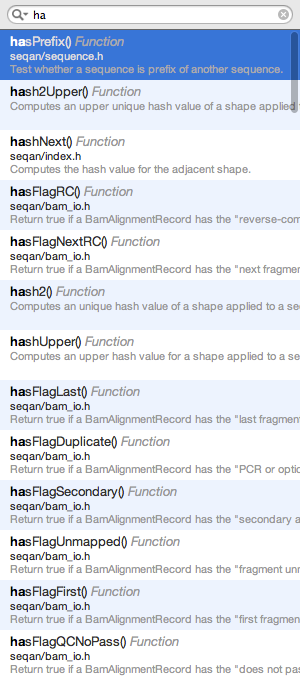 ha
hasPrefix() Function
seqan/sequence.h
Test whether a sequence is prefix of another sequence.
hash2Upper() Function
Computes an upper unique hash value of a shape applied
hashNext() Function
seqan/index.h
Computes the hash value for the adjacent shape.
hasFlagRC() Function
seqan/bam_io.h
Return true if a BamAlignmentRecord has the "reverse-com
hasFlagNextRC() Function
seqan/bam_io.h
Return true if a BamAlignmentRecord has the "next fragme
hash2() Function
Computes an unique hash value of a shape applied to a se
hashUpper() Function
Computes an upper hash value for a shape applied to a se
hasFlagLast() Function
seqan/bam_io.h
Return true if a BamAlignmentRecord has the "last fragmen
hasFlagDuplicate() Function
seqan/bam_io.h
Return true if a BamAlignmentRecord has the "PCR or optic
hasFlagSecondary() Function
seqan/bam_io.h
Return true if a BamAlignmentRecord has the "secondary a
hasFlagUnmapped() Function
seqan/bam_io.h
Return true if a BamAlignmentRecord has the "fragment unm
hasFlagFirst() Function
seqan/bam_io.h
Return true if a BamAlignmentRecord has the "first fragmen
hasFlagQCNoPass() Function
seqan/bam_io.h
Return true if a BamAlignmentRecord has the "does not pas